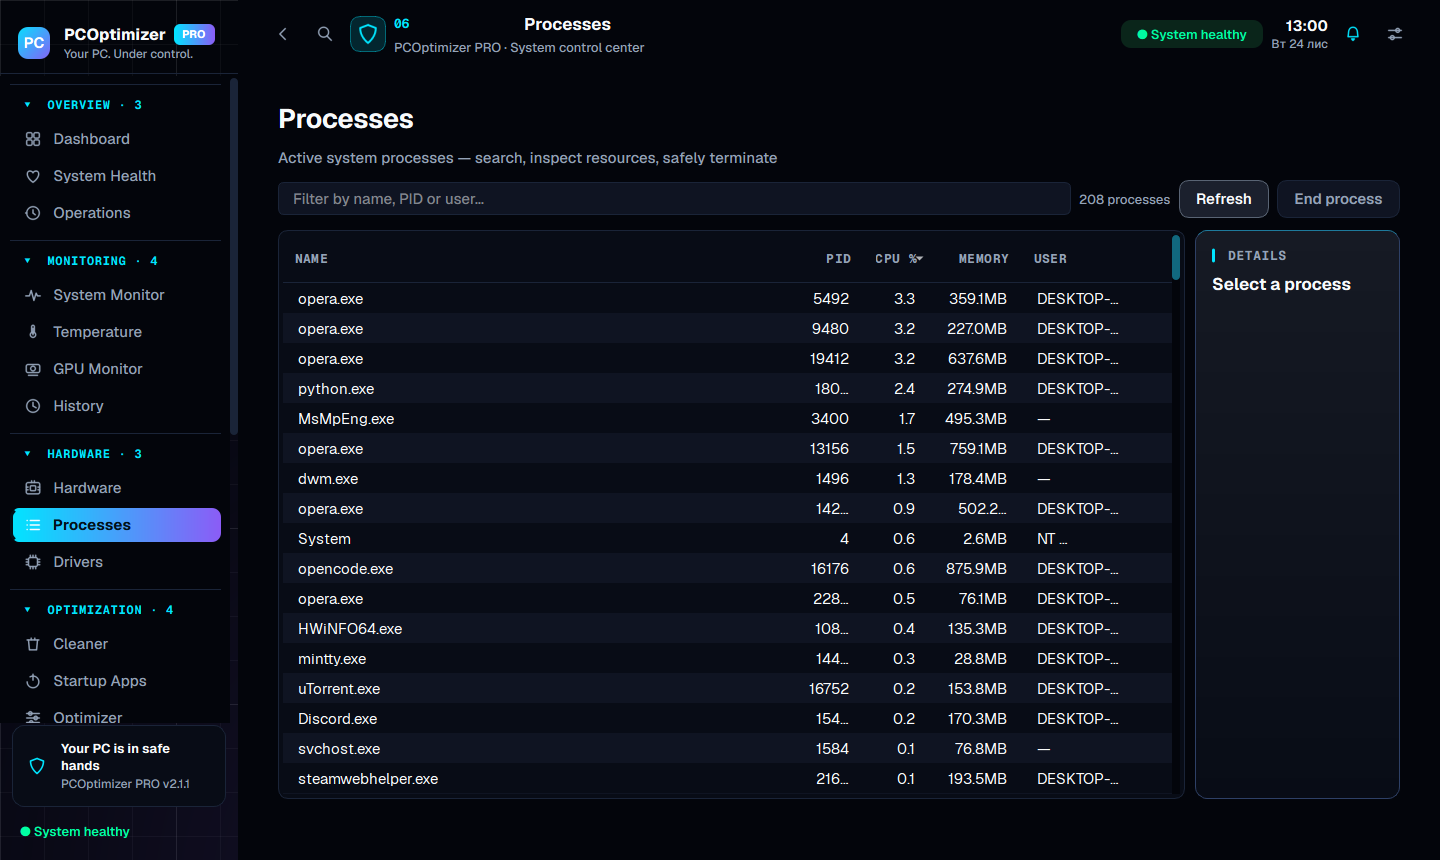 PC
PCOptimizer PRO
Your PC. Under control.
OVERVIEW · 3
Dashboard
System Health
Operations
MONITORING · 4
System Monitor
Temperature
GPU Monitor
History
HARDWARE · 3
Hardware
Processes
Drivers
OPTIMIZATION · 4
Cleaner
Startup Apps
Optimizer
Your PC is in safe
hands
PCOptimizer PRO v2.1.1
System healthy
06
Processes
PCOptimizer PRO · System control center
System healthy
13:00
Вт 24 лис
Processes
Active system processes — search, inspect resources, safely terminate
Filter by name, PID or user...
208 processes
Refresh
End process
NAME PID CPU % MEMORY USER
opera.exe 5492 3.3 359.1MB DESKTOP-...
opera.exe 9480 3.2 227.0MB DESKTOP-...
opera.exe 19412 3.2 637.6MB DESKTOP-...
python.exe 180... 2.4 274.9MB DESKTOP-...
MsMpEng.exe 3400 1.7 495.3MB —
opera.exe 13156 1.5 759.1MB DESKTOP-...
dwm.exe 1496 1.3 178.4MB —
opera.exe 142... 0.9 502.2... DESKTOP-...
System 4 0.6 2.6MB NT ...
opencode.exe 16176 0.6 875.9MB DESKTOP-...
opera.exe 228... 0.5 76.1MB DESKTOP-...
HWiNFO64.exe 108... 0.4 135.3MB DESKTOP-...
mintty.exe 144... 0.3 28.8MB DESKTOP-...
uTorrent.exe 16752 0.2 153.8MB DESKTOP-...
Discord.exe 154... 0.2 170.3MB DESKTOP-...
svchost.exe 1584 0.1 76.8MB —
steamwebhelper.exe 216... 0.1 193.5MB DESKTOP-...
DETAILS
Select a process